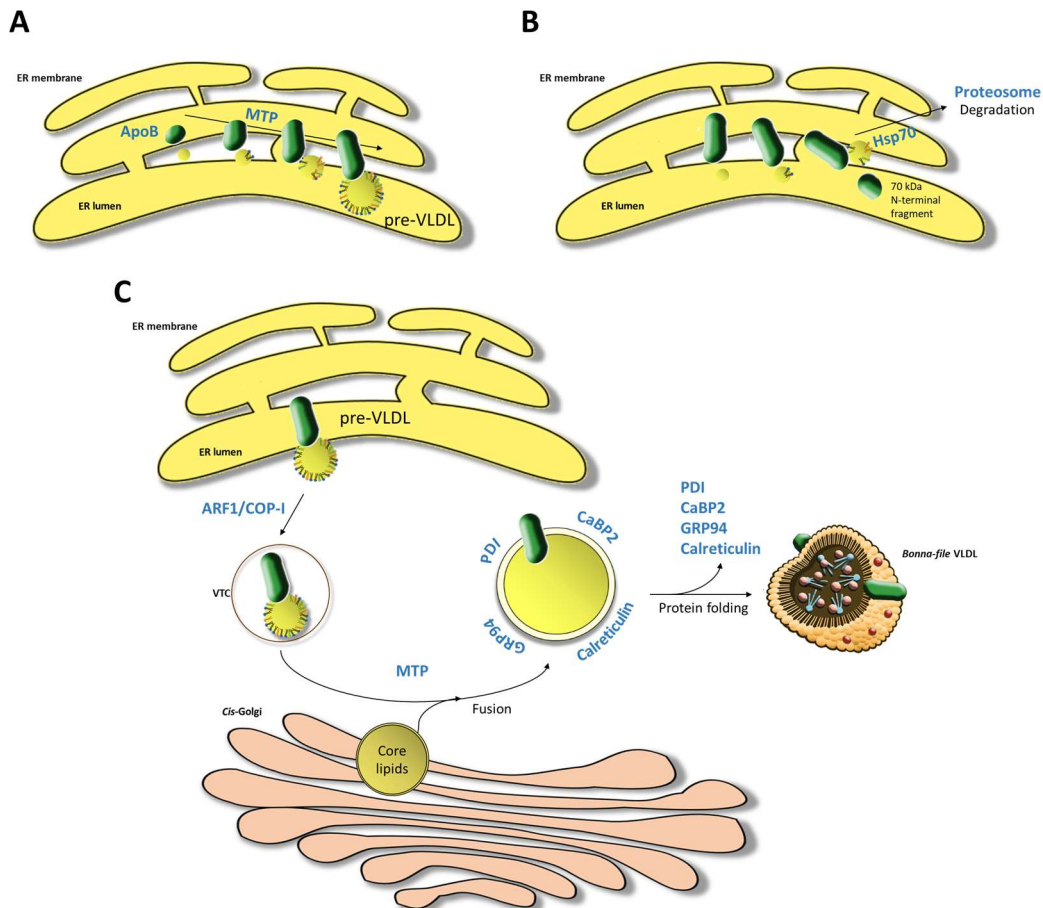 A
ER membrane
ApoB
MTP
ER lumen
pre-VLDL
B
ER membrane
Proteosome
Degradation
Hsp70
ER lumen
70 kDa
N-terminal
fragment
C
ER membrane
pre-VLDL
ER lumen
ARF1/COP-I
VTC
PDI
CaBP2
GRP94
Calreticulin
PDI
CaBP2
GRP94
Calreticulin
Protein folding
Bonna-file VLDL
MTP
Fusion
Cis-Golgi
Core
lipids